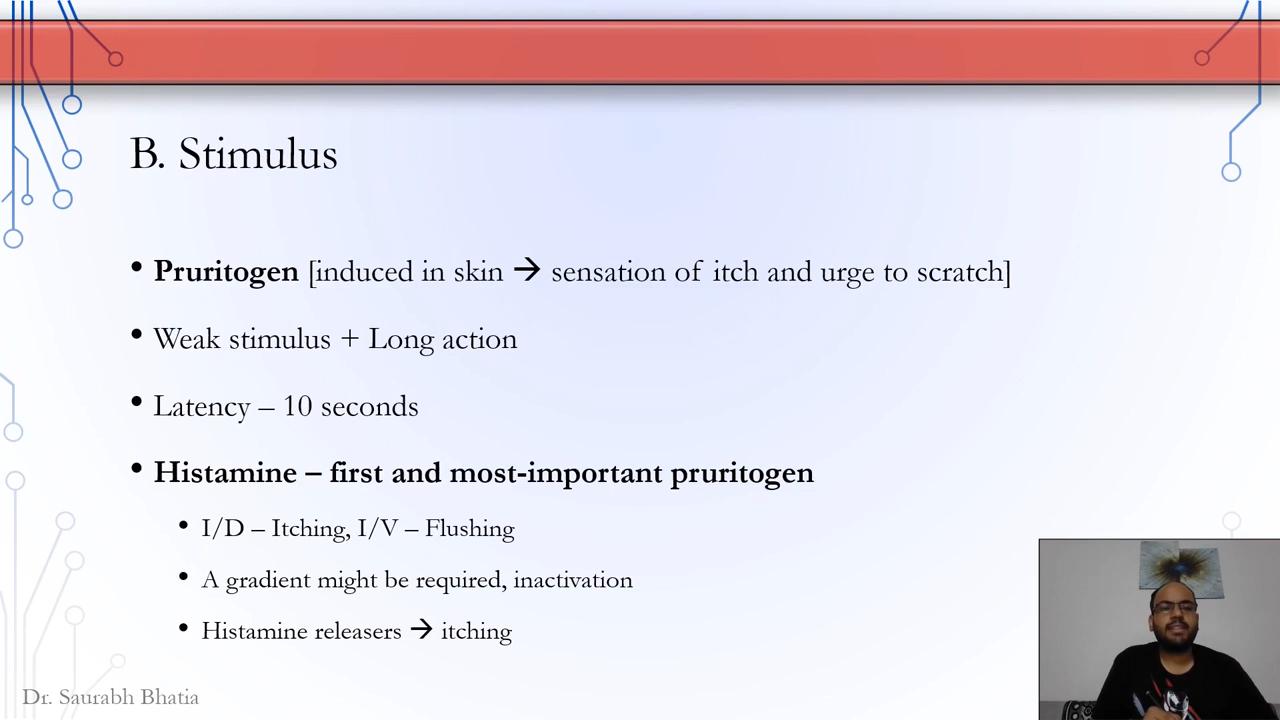 B. Stimulus
• Pruritogen [induced in skin → sensation of itch and urge to scratch]
• Weak stimulus + Long action
• Latency – 10 seconds
• Histamine – first and most-important pruritogen
• I/D – Itching, I/V – Flushing
• A gradient might be required, inactivation
• Histamine releasers → itching
Dr. Saurabh Bhatia